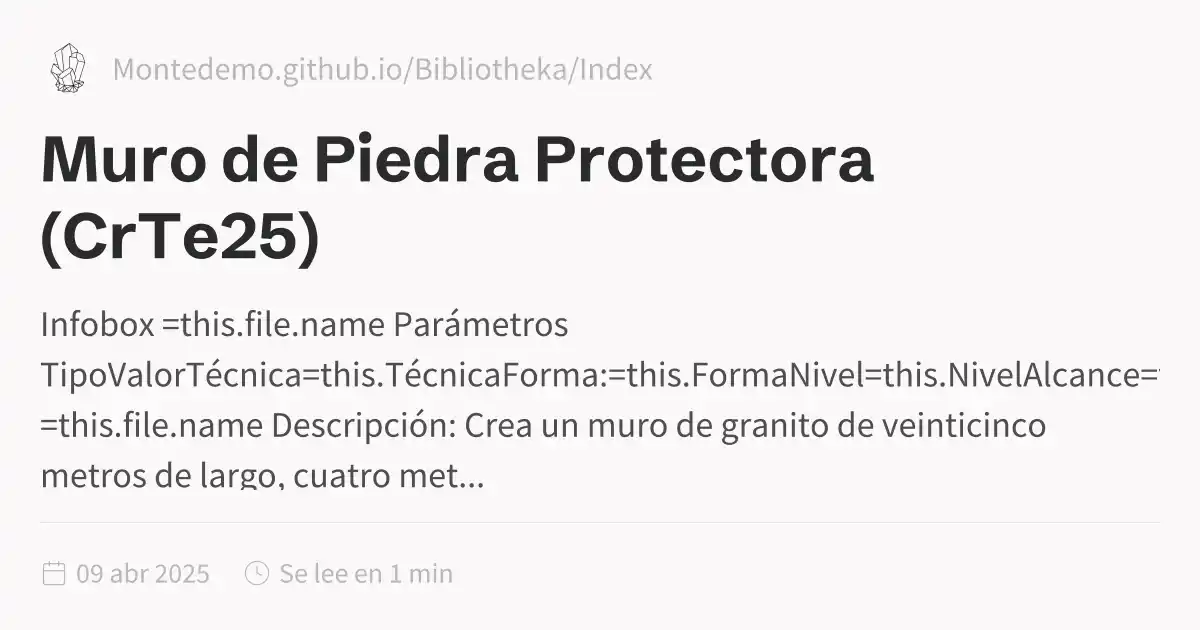 Montedemo.github.io/Bibliotheka/Index
Muro de Piedra Protectora
(CrTe25)
Infobox =this.file.name Parámetros
TipoValorTécnica=this.TécnicaForma:=this.FormaNivel=this.NivelAlcance=
=this.file.name Descripción: Crea un muro de granito de veinticinco
metros de largo, cuatro met...
09 abr 2025
Se lee en 1 min